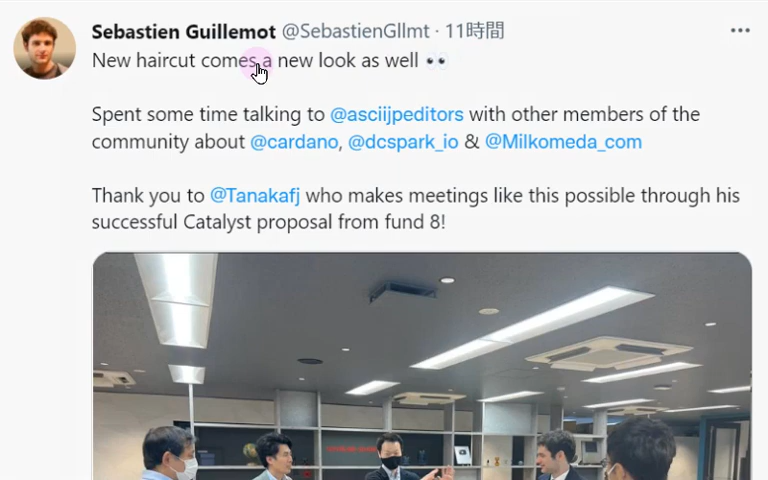 Sebastien Guillemot @SebastienGllmt · 11時間
New haircut comes a new look as well 👀
Spent some time talking to @asciijpeditors with other members of the
community about @cardano, @dcspark_io & @Milkomeda_com
Thank you to @Tanakafj who makes meetings like this possible through his
successful Catalyst proposal from fund 8!